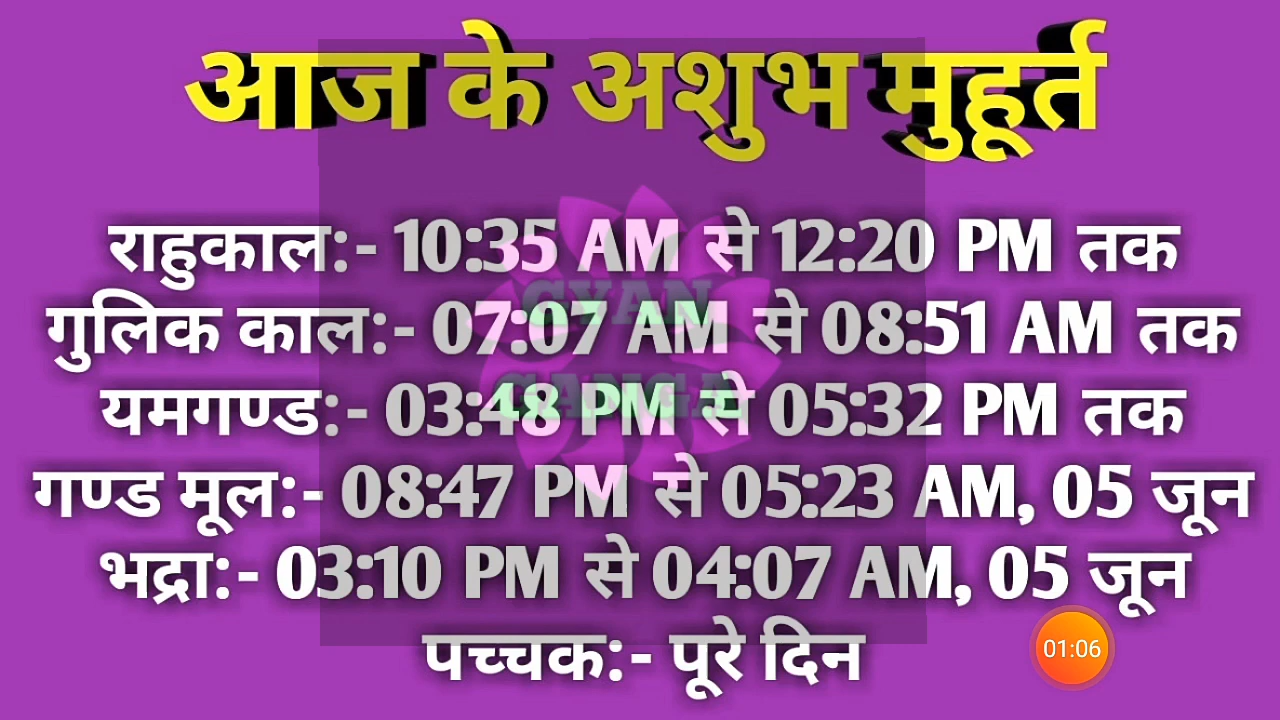 आज के अशुभ मुहूर्त
राहुकाल:- 10:35 AM से 12:20 PM तक
गुलिक काल:- 07:07 AM से 08:51 AM तक
यमगण्ड:- 03:48 PM से 05:32 PM तक
गण्ड मूल:- 08:47 PM से 05:23 AM, 05 जून
भद्रा:- 03:10 PM से 04:07 AM, 05 जून
पच्चक:- पूरे दिन
GYAN
GANGA
01:06